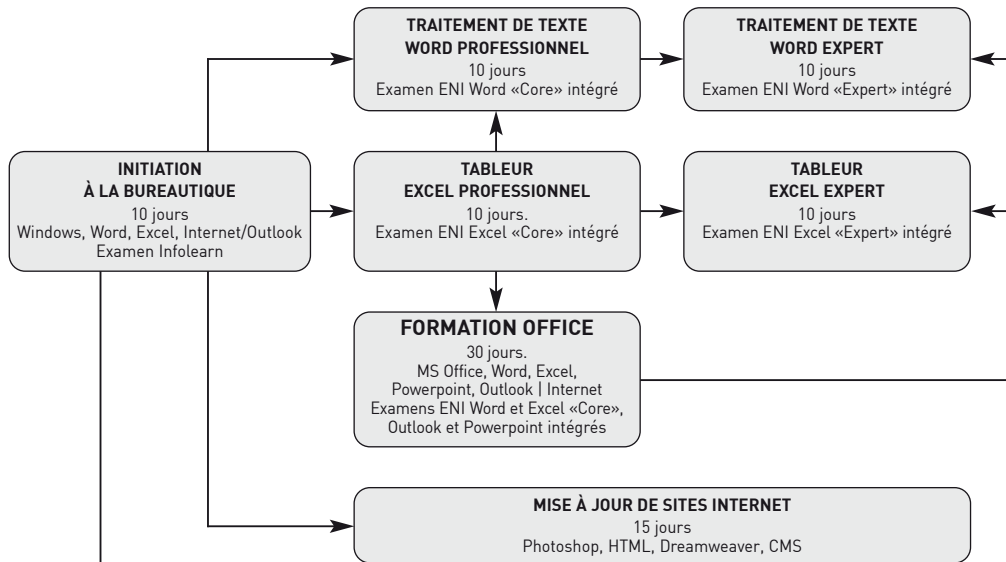 TRAITEMENT DE TEXTE
WORD PROFESSIONNEL
10 jours
Examen ENI Word «Core» intégré
TRAITEMENT DE TEXTE
WORD EXPERT
10 jours
Examen ENI Word «Expert» intégré
INITIATION
À LA BUREAUTIQUE
10 jours
Windows, Word, Excel, Internet/Outlook
Examen Infolearn
TABLEUR
EXCEL PROFESSIONNEL
10 jours.
Examen ENI Excel «Core» intégré
TABLEUR
EXCEL EXPERT
10 jours
Examen ENI Excel «Expert» intégré
FORMATION OFFICE
30 jours.
MS Office, Word, Excel,
Powerpoint, Outlook | Internet
Examens ENI Word et Excel «Core»,
Outlook et Powerpoint intégrés
MISE À JOUR DE SITES INTERNET
15 jours
Photoshop, HTML, Dreamweaver, CMS